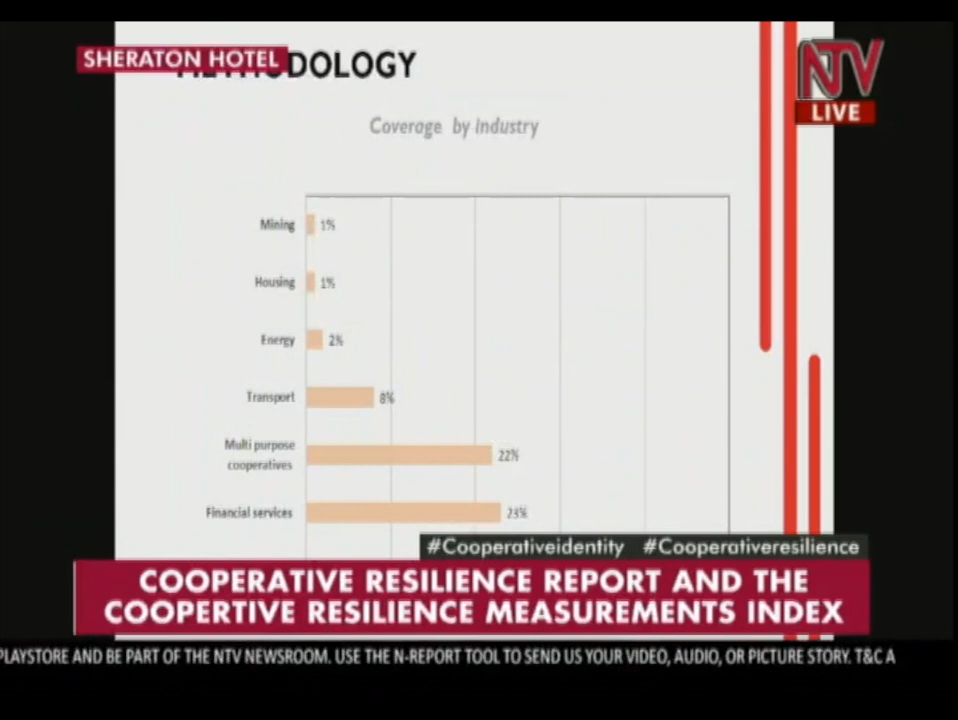 SHERATON HOTEL
METHODOLOGY
NTV
LIVE
Coverage by industry
Mining 1%
Housing 1%
Energy 2%
Transport 8%
Multi purpose
cooperatives 22%
Financial services 23%
#Cooperativeidentity #Cooperativeresilience
COOPERATIVE RESILIENCE REPORT AND THE
COOPERTIVE RESILIENCE MEASUREMENTS INDEX
PLAYSTORE AND BE PART OF THE NTV NEWSROOM. USE THE N-REPORT TOOL TO SEND US YOUR VIDEO, AUDIO, OR PICTURE STORY. T&C A